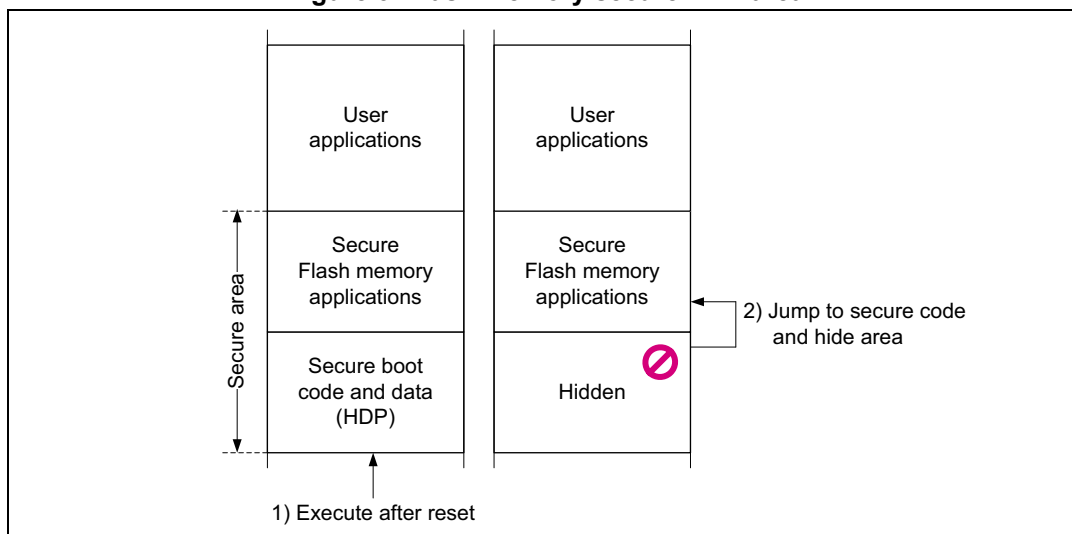 User
applications
User
applications
Secure area
Secure
Flash memory
applications
Secure
Flash memory
applications
2) Jump to secure code
and hide area
Secure boot
code and data
(HDP)
Hidden
1) Execute after reset